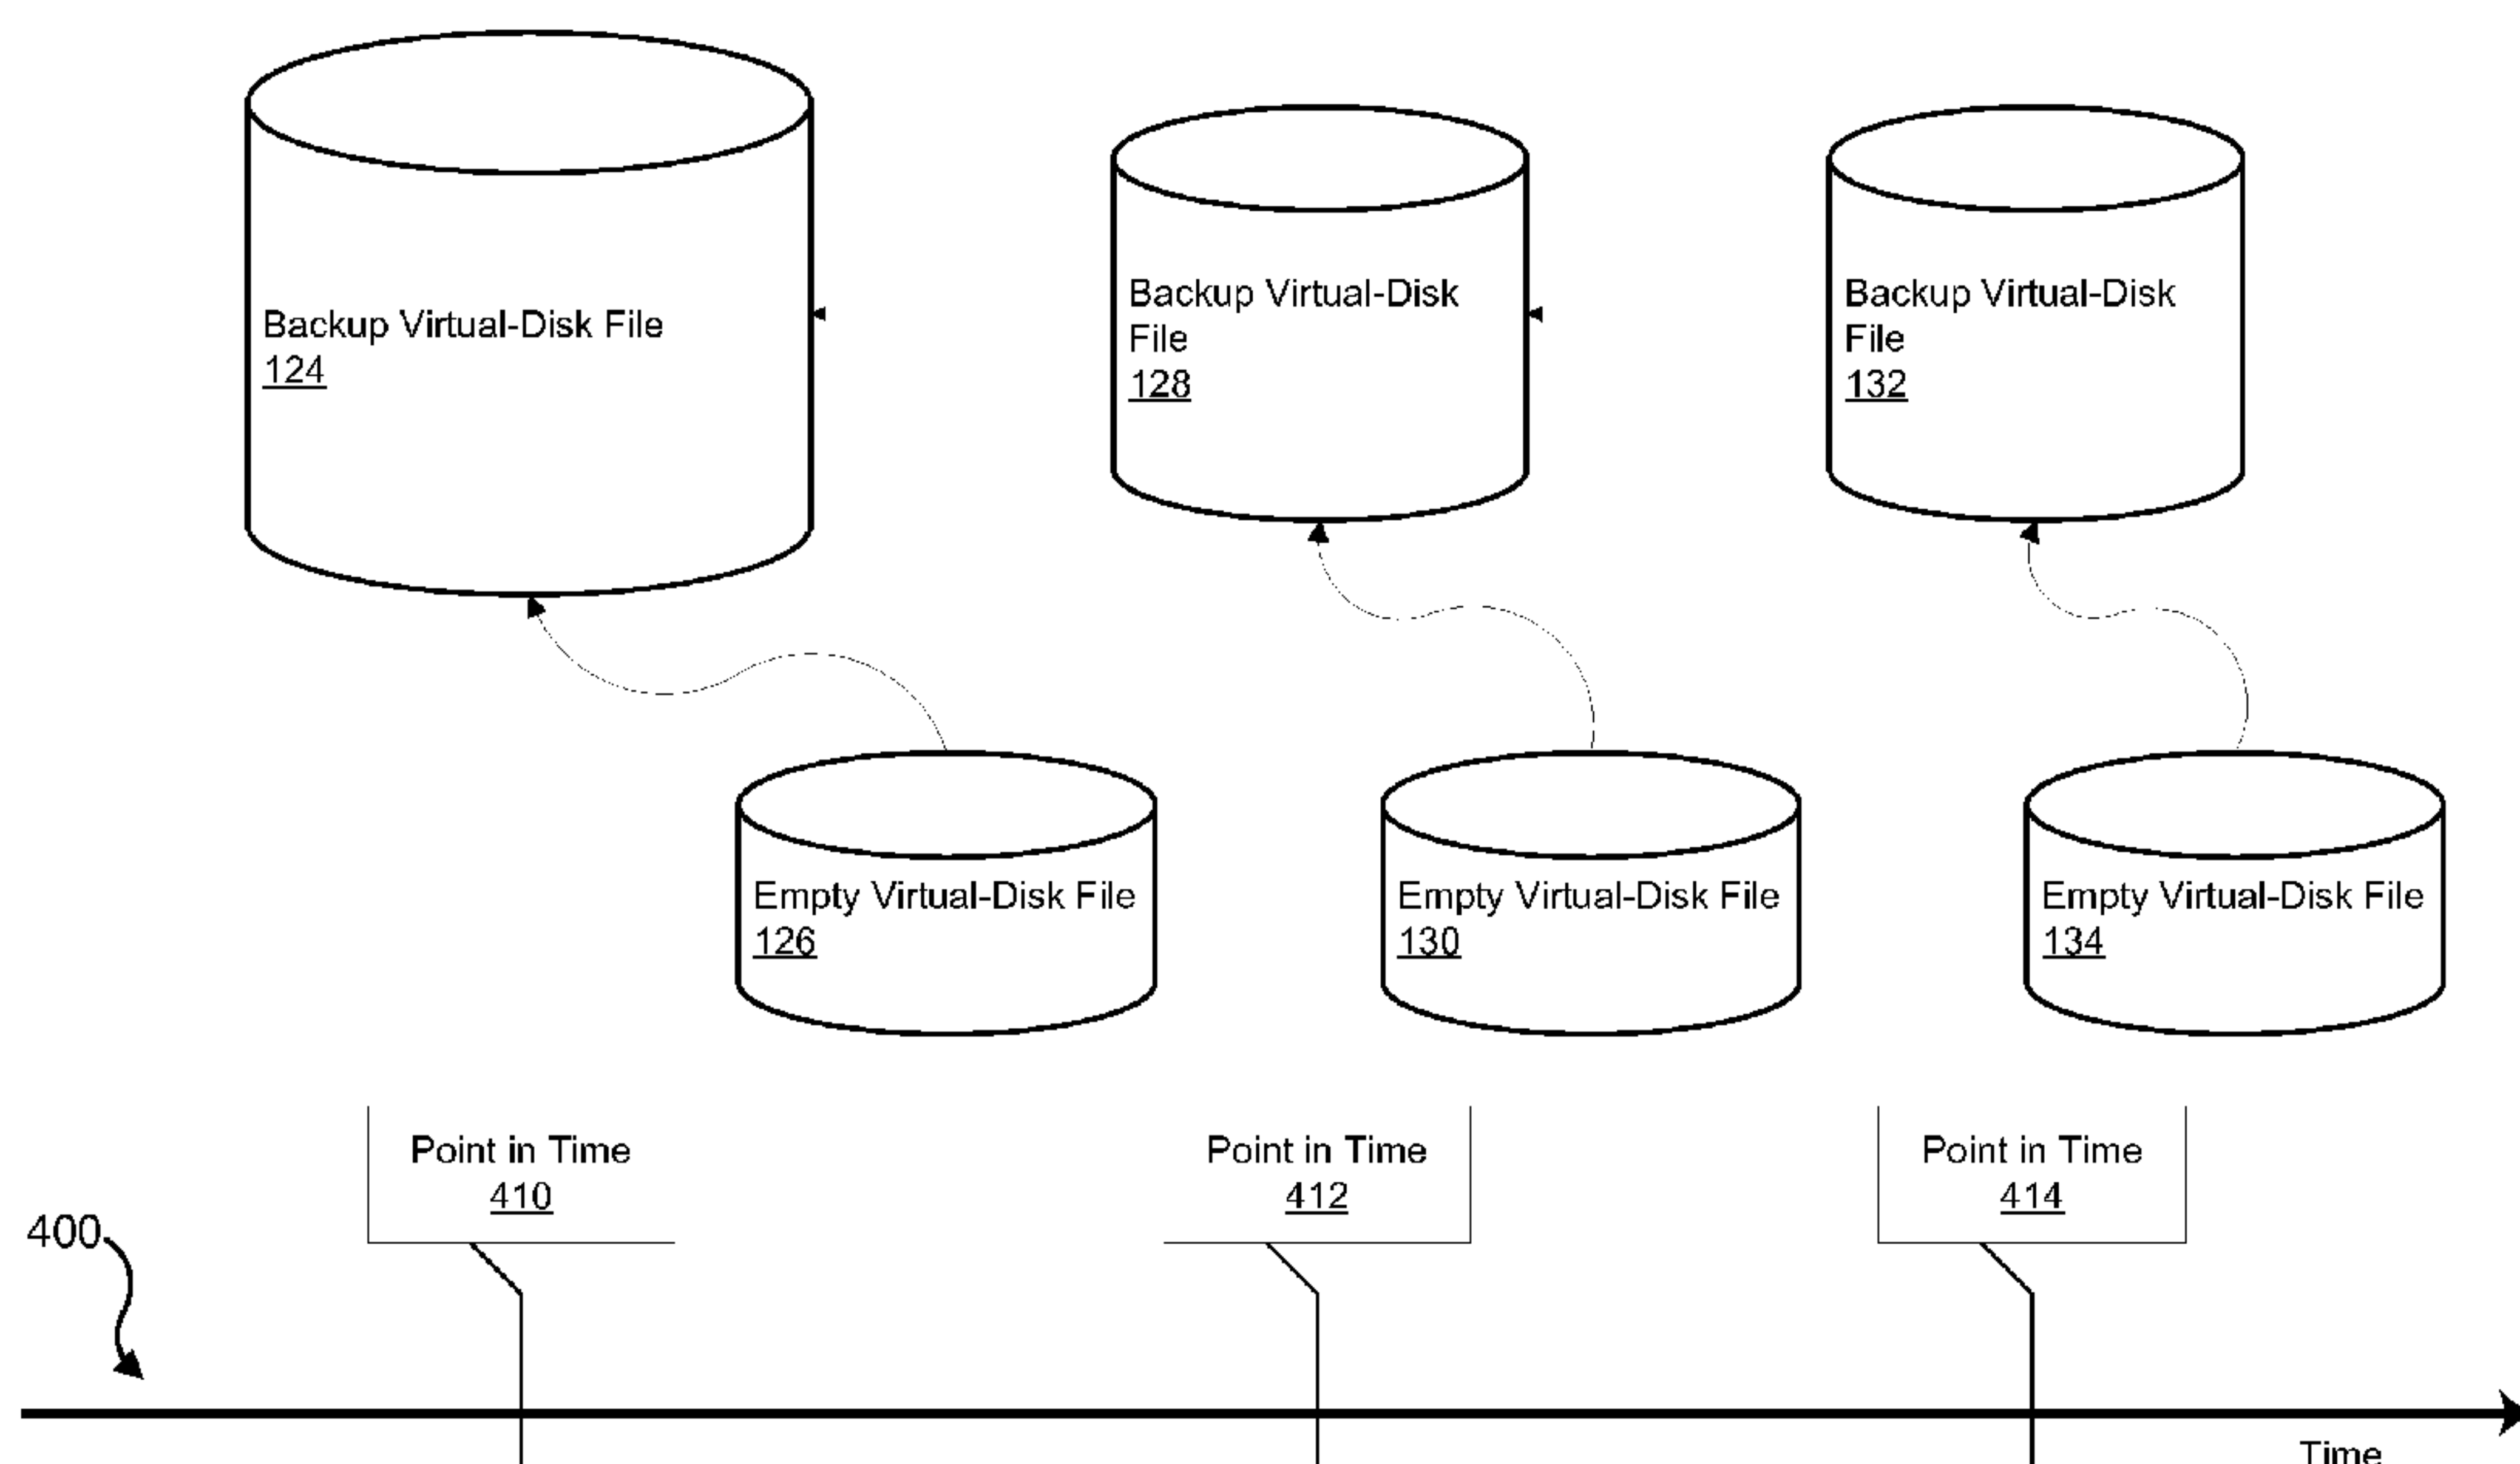 Backup Virtual-Disk File
124
Backup Virtual-Disk
File
128
Backup Virtual-Disk
File
132
Empty Virtual-Disk File
126
Empty Virtual-Disk File
130
Empty Virtual-Disk File
134
Point in Time
410
Point in Time
412
Point in Time
414
400
Time